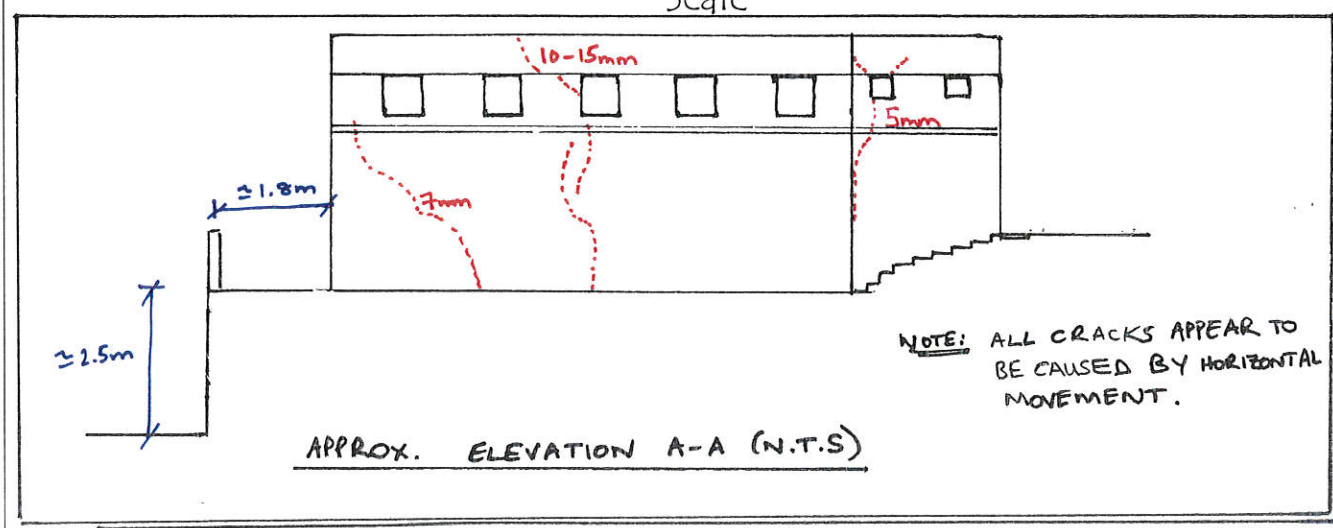 Scale
10-15mm
5mm
≃1.8m
7mm
≃2.5m
NOTE: ALL CRACKS APPEAR TO
BE CAUSED BY HORIZONTAL
MOVEMENT.
APPROX. ELEVATION A-A (N.T.S)